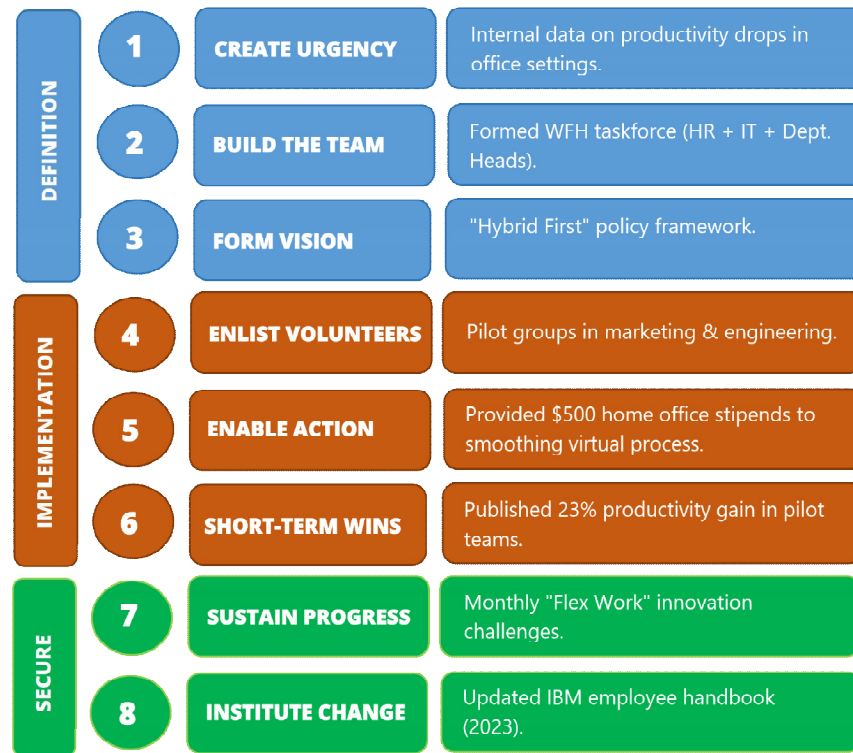 DEFINITION
1
CREATE URGENCY
Internal data on productivity drops in
office settings.
2
BUILD THE TEAM
Formed WFH taskforce (HR + IT + Dept.
Heads).
3
FORM VISION
"Hybrid First" policy framework.
IMPLEMENTATION
4
ENLIST VOLUNTEERS
Pilot groups in marketing & engineering.
5
ENABLE ACTION
Provided $500 home office stipends to
smoothing virtual process.
6
SHORT-TERM WINS
Published 23% productivity gain in pilot
teams.
SECURE
7
SUSTAIN PROGRESS
Monthly "Flex Work" innovation
challenges.
8
INSTITUTE CHANGE
Updated IBM employee handbook
(2023).